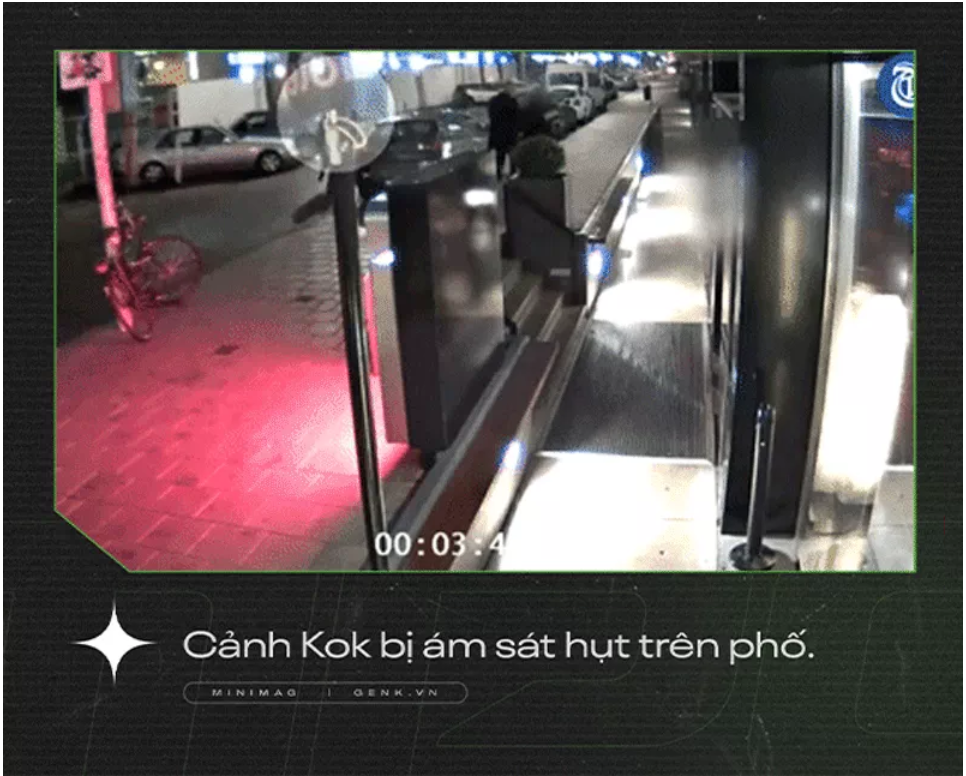 00:03:4
Cảnh Kok bị ám sát hụt trên phố.
MINIMAG | GENK.VN